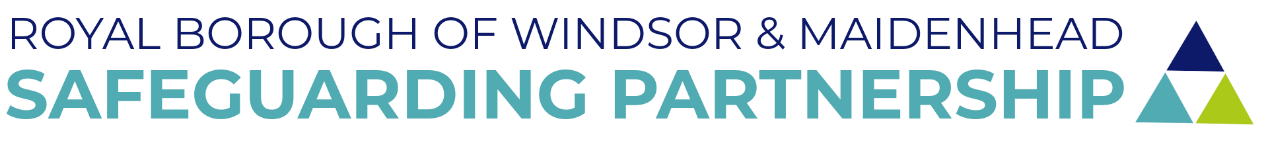 ROYAL BOROUGH OF WINDSOR & MAIDENHEAD
SAFEGUARDING PARTNERSHIP